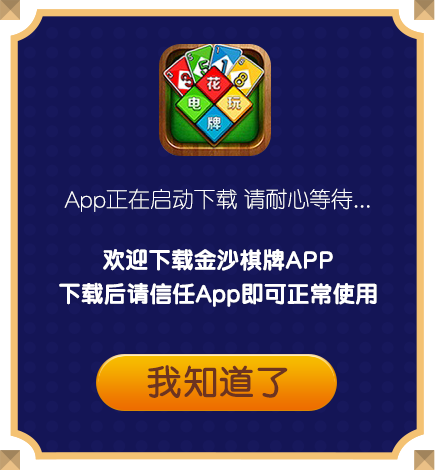 花
电 玩
牌
App正在启动下载 请耐心等待...
欢迎下载金沙棋牌APP
下载后请信任App即可正常使用
我知道了